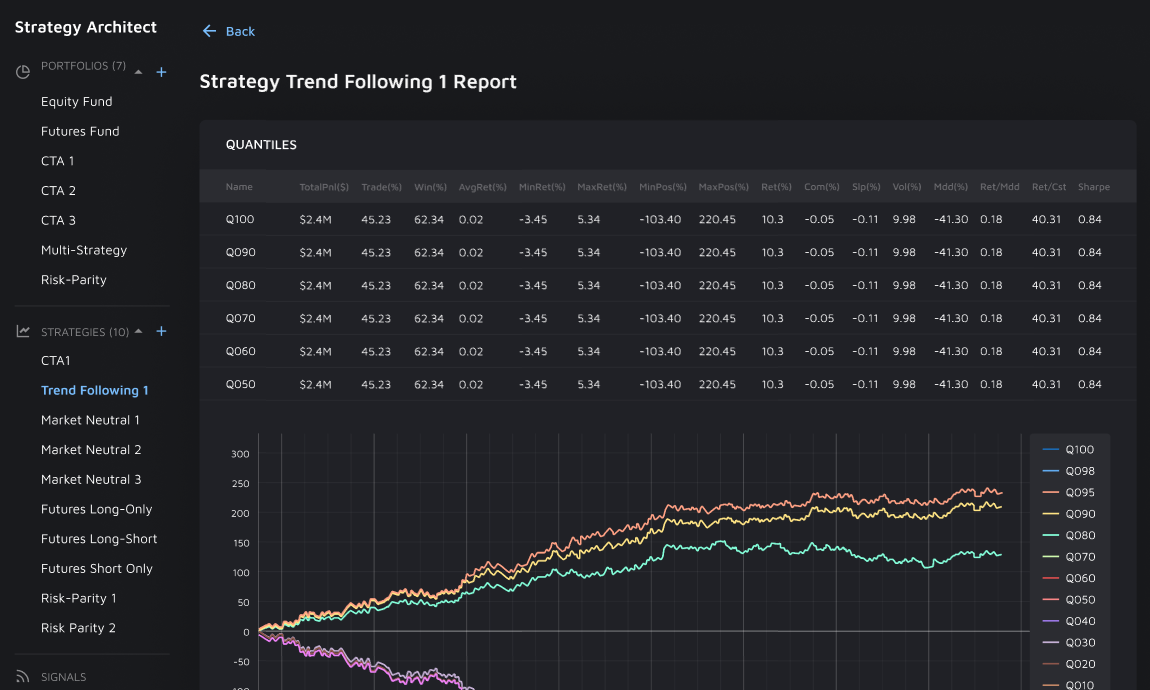 Strategy Architect
PORTFOLIOS (7)
Equity Fund
Futures Fund
CTA 1
CTA 2
CTA 3
Multi-Strategy
Risk-Parity
STRATEGIES (10)
CTA1
Trend Following 1
Market Neutral 1
Market Neutral 2
Market Neutral 3
Futures Long-Only
Futures Long-Short
Futures Short Only
Risk-Parity 1
Risk Parity 2
SIGNALS
Back
Strategy Trend Following 1 Report
QUANTILES
Name TotalPnl($) Trade(%) Win(%) AvgRet(%) MinRet(%) MaxRet(%) MinPos(%) MaxPos(%) Ret(%) Com(%) Slp(%) Vol(%) Mdd(%) Ret/Mdd Ret/Cst Sharpe
Q100 $2.4M 45.23 62.34 0.02 -3.45 5.34 -103.40 220.45 10.3 -0.05 -0.11 9.98 -41.30 0.18 40.31 0.84
Q090 $2.4M 45.23 62.34 0.02 -3.45 5.34 -103.40 220.45 10.3 -0.05 -0.11 9.98 -41.30 0.18 40.31 0.84
Q080 $2.4M 45.23 62.34 0.02 -3.45 5.34 -103.40 220.45 10.3 -0.05 -0.11 9.98 -41.30 0.18 40.31 0.84
Q070 $2.4M 45.23 62.34 0.02 -3.45 5.34 -103.40 220.45 10.3 -0.05 -0.11 9.98 -41.30 0.18 40.31 0.84
Q060 $2.4M 45.23 62.34 0.02 -3.45 5.34 -103.40 220.45 10.3 -0.05 -0.11 9.98 -41.30 0.18 40.31 0.84
Q050 $2.4M 45.23 62.34 0.02 -3.45 5.34 -103.40 220.45 10.3 -0.05 -0.11 9.98 -41.30 0.18 40.31 0.84
300
250
200
150
100
50
0
-50
-100
Q100
Q098
Q095
Q090
Q080
Q070
Q060
Q050
Q040
Q030
Q020
Q010